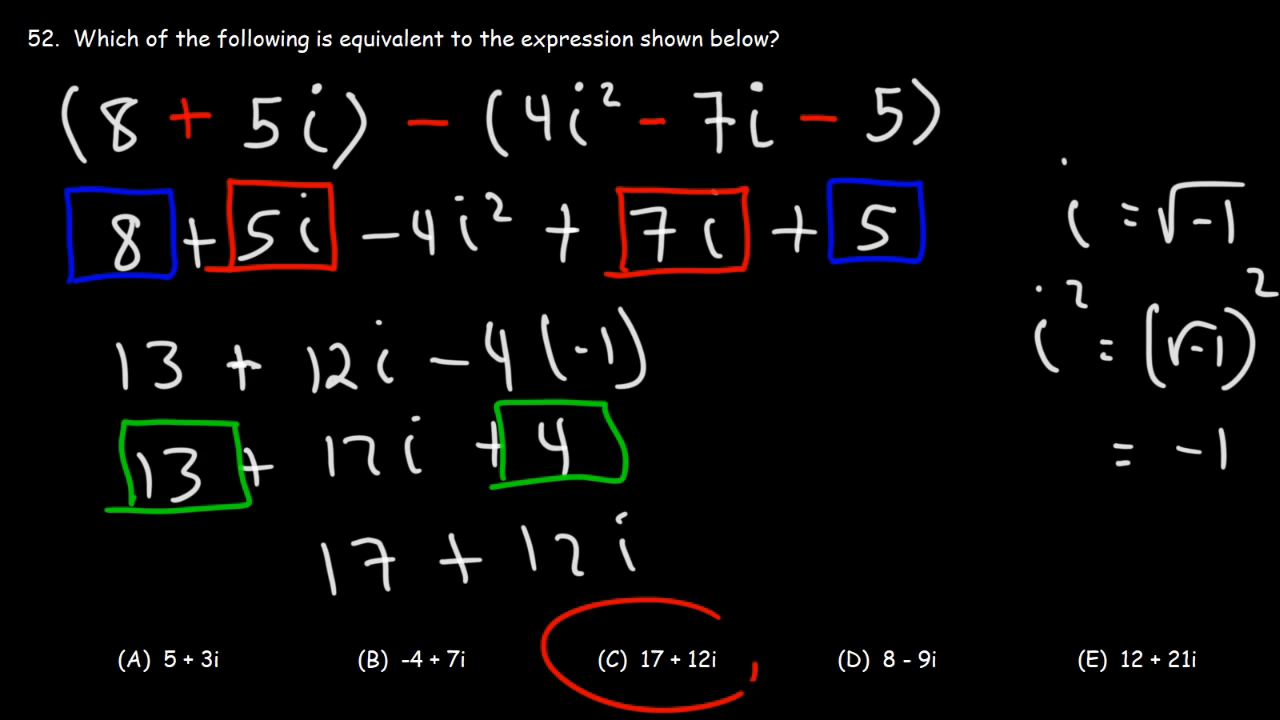 52. Which of the following is equivalent to the expression shown below?
(8 + 5i) - (4i² - 7i - 5)
8 + 5i - 4i² + 7i + 5
i = √-1
i² = (√-1)²
13 + 12i - 4(-1)
= -1
13 + 12i + 4
17 + 12i
(A) 5 + 3i (B) -4 + 7i (C) 17 + 12i (D) 8 - 9i (E) 12 + 21i